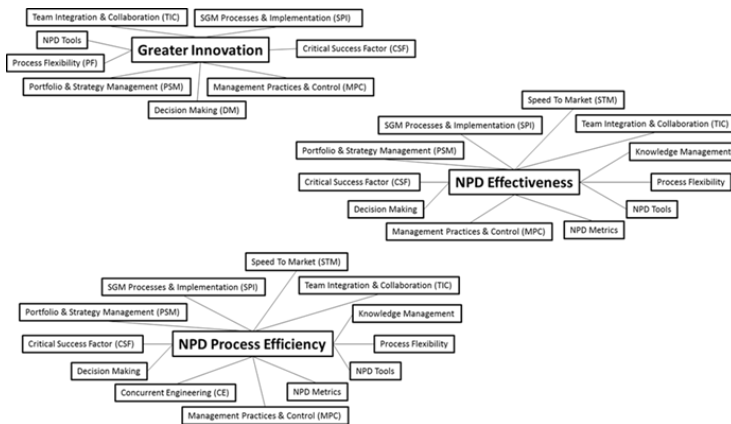 Team Integration & Collaboration (TIC)
SGM Processes & Implementation (SPI)
NPD Tools
Greater Innovation
Critical Success Factor (CSF)
Process Flexibility (PF)
Portfolio & Strategy Management (PSM)
Management Practices & Control (MPC)
Decision Making (DM)
Speed To Market (STM)
SGM Processes & Implementation (SPI)
Team Integration & Collaboration (TIC)
Portfolio & Strategy Management (PSM)
Knowledge Management
Critical Success Factor (CSF)
NPD Effectiveness
Process Flexibility
Decision Making
NPD Tools
Management Practices & Control (MPC)
NPD Metrics
Speed To Market (STM)
SGM Processes & Implementation (SPI)
Team Integration & Collaboration (TIC)
Portfolio & Strategy Management (PSM)
Knowledge Management
Critical Success Factor (CSF)
NPD Process Efficiency
Process Flexibility
Decision Making
NPD Tools
Concurrent Engineering (CE)
NPD Metrics
Management Practices & Control (MPC)